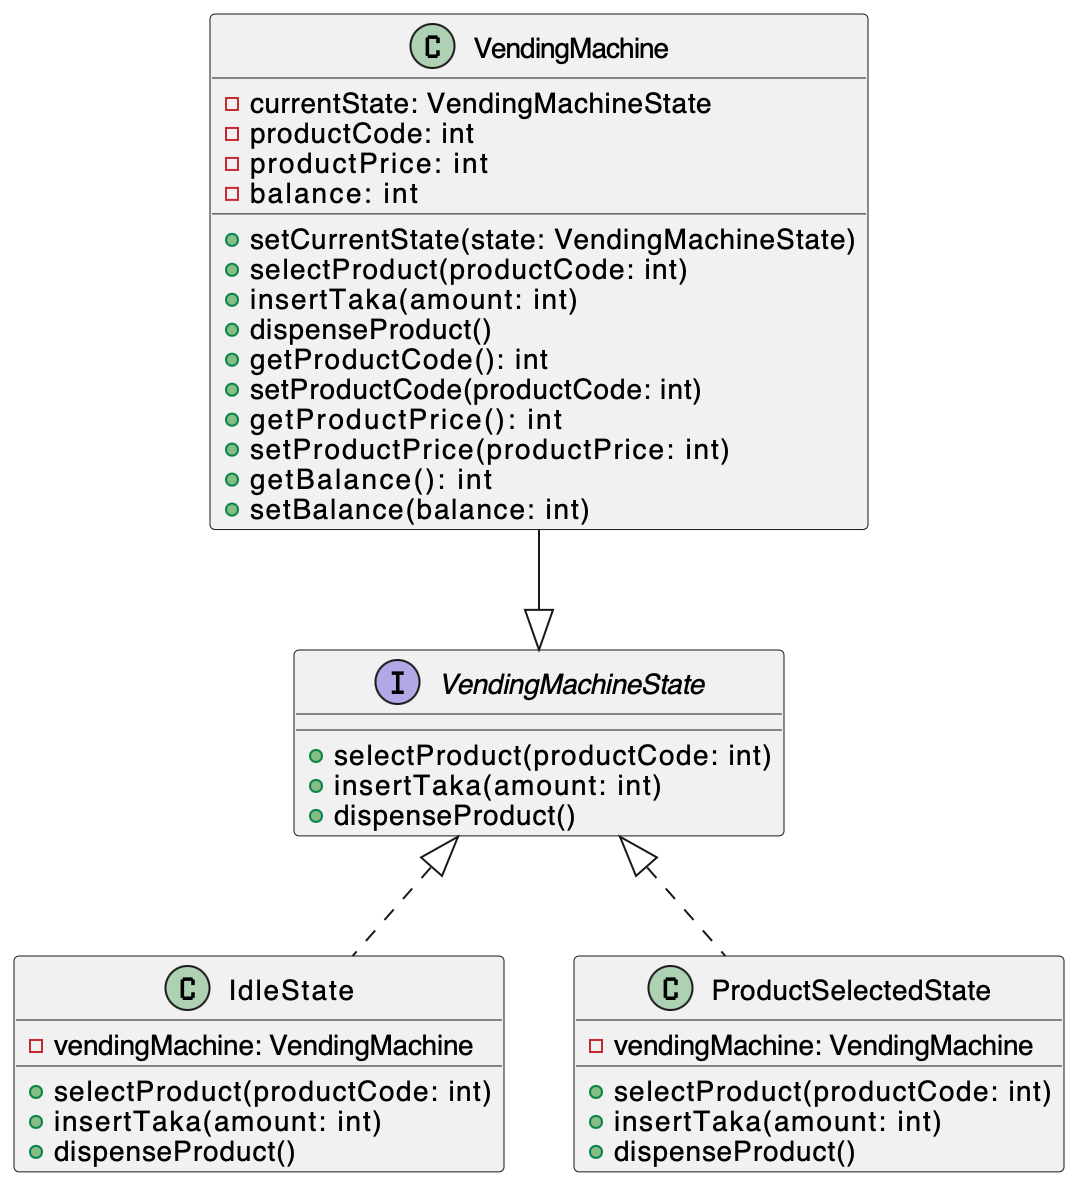 C VendingMachine
currentState: VendingMachineState
productCode: int
productPrice: int
balance: int
setCurrentState(state: VendingMachineState)
selectProduct(productCode: int)
insertTaka(amount: int)
dispenseProduct()
getProductCode(): int
setProductCode(productCode: int)
getProductPrice(): int
setProductPrice(productPrice: int)
getBalance(): int
setBalance(balance: int)
I VendingMachineState
selectProduct(productCode: int)
insertTaka(amount: int)
dispenseProduct()
C IdleState
vendingMachine: VendingMachine
selectProduct(productCode: int)
insertTaka(amount: int)
dispenseProduct()
C ProductSelectedState
vendingMachine: VendingMachine
selectProduct(productCode: int)
insertTaka(amount: int)
dispenseProduct()